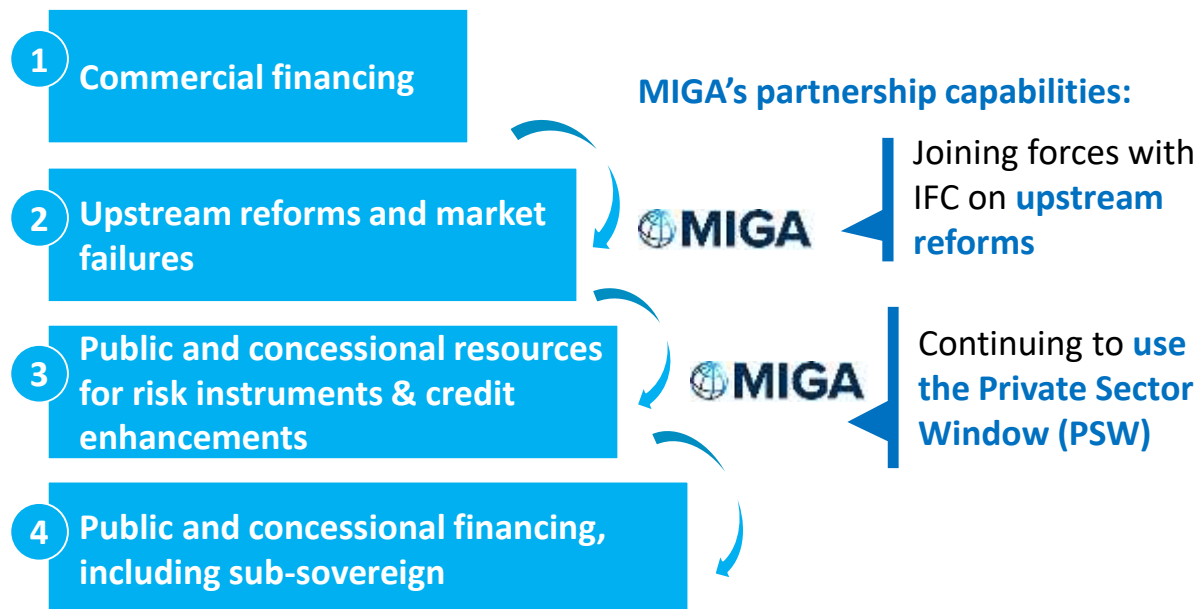 1
Commercial financing
2
Upstream reforms and market
failures
3
Public and concessional resources
for risk instruments & credit
enhancements
4
Public and concessional financing,
including sub-sovereign
MIGA’s partnership capabilities:
MIGA
Joining forces with
IFC on upstream
reforms
MIGA
Continuing to use
the Private Sector
Window (PSW)